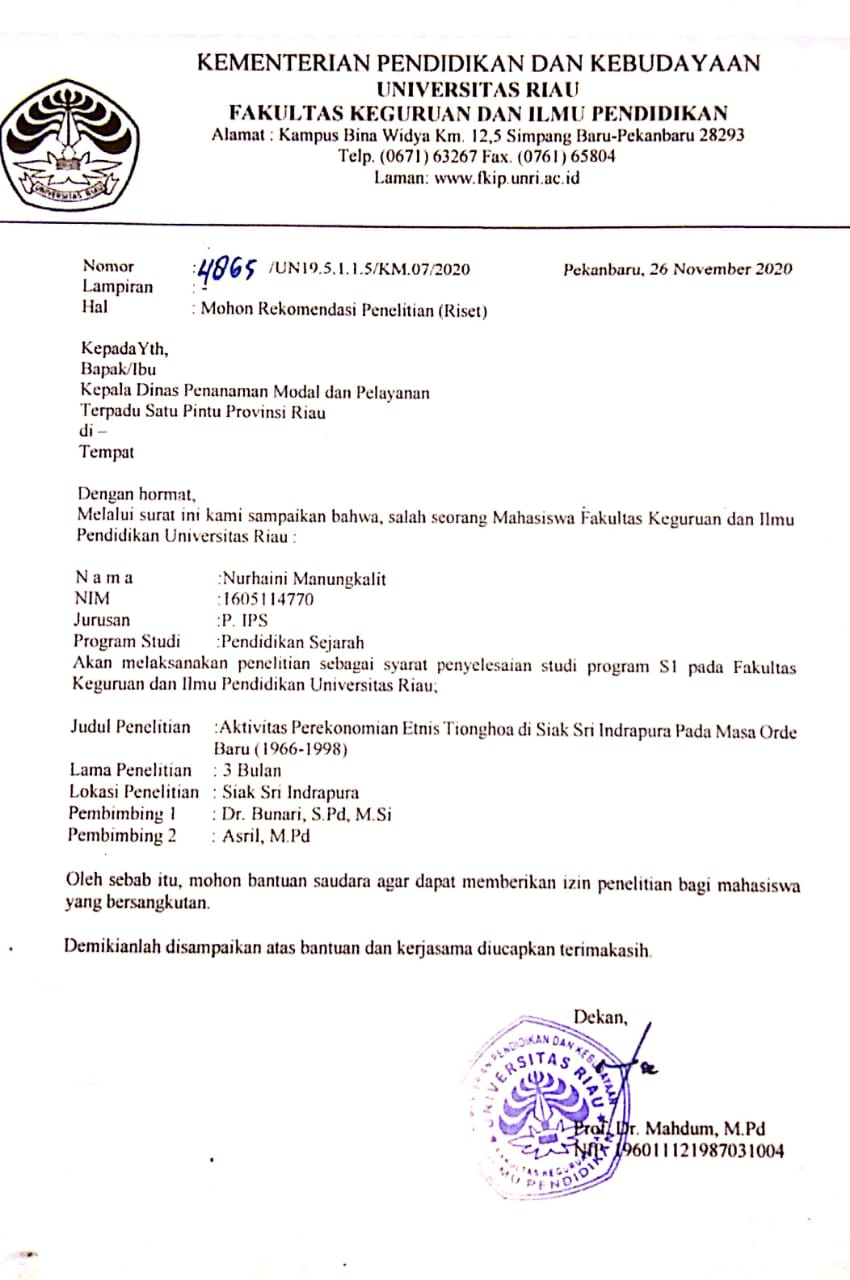 KEMENTERIAN PENDIDIKAN DAN KEBUDAYAAN
UNIVERSITAS RIAU
FAKULTAS KEGURUAN DAN ILMU PENDIDIKAN
Alamat : Kampus Bina Widya Km. 12,5 Simpang Baru-Pekanbaru 28293
Telp. (0671) 63267 Fax. (0761) 65804
Laman: www.fkip.unri.ac.id
UNIVERSITAS RIAU
Nomor : 4865 /UN19.5.1.1.5/KM.07/2020 Pekanbaru, 26 November 2020
Lampiran : -
Hal : Mohon Rekomendasi Penelitian (Riset)
KepadaYth,
Bapak/Ibu
Kepala Dinas Penanaman Modal dan Pelayanan
Terpadu Satu Pintu Provinsi Riau
di –
Tempat
Dengan hormat,
Melalui surat ini kami sampaikan bahwa, salah seorang Mahasiswa Fakultas Keguruan dan Ilmu
Pendidikan Universitas Riau :
N a m a :Nurhaini Manungkalit
NIM :1605114770
Jurusan :P. IPS
Program Studi :Pendidikan Sejarah
Akan melaksanakan penelitian sebagai syarat penyelesaian studi program S1 pada Fakultas
Keguruan dan Ilmu Pendidikan Universitas Riau;
Judul Penelitian :Aktivitas Perekonomian Etnis Tionghoa di Siak Sri Indrapura Pada Masa Orde
Baru (1966-1998)
Lama Penelitian : 3 Bulan
Lokasi Penelitian : Siak Sri Indrapura
Pembimbing 1 : Dr. Bunari, S.Pd, M.Si
Pembimbing 2 : Asril, M.Pd
Oleh sebab itu, mohon bantuan saudara agar dapat memberikan izin penelitian bagi mahasiswa
yang bersangkutan.
Demikianlah disampaikan atas bantuan dan kerjasama diucapkan terimakasih.
Dekan,
PENDIDIKAN DAN KEBUDAYAAN
UNIVERSITAS RIAU
ILMU PENDIDIKAN
Prof. Dr. Mahdum, M.Pd
NIP 196011121987031004